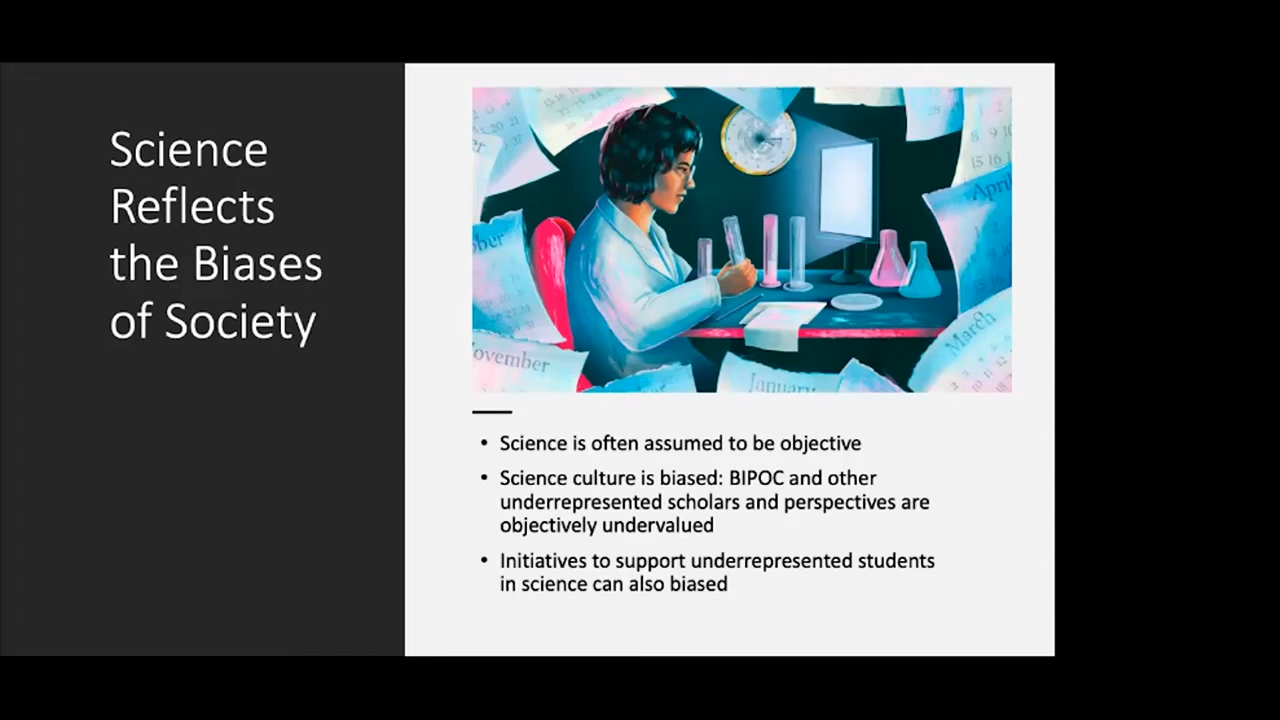 Science
Reflects
the Biases
of Society
April
March
January
November
• Science is often assumed to be objective
• Science culture is biased: BIPOC and other
underrepresented scholars and perspectives are
objectively undervalued
• Initiatives to support underrepresented students
in science can also biased